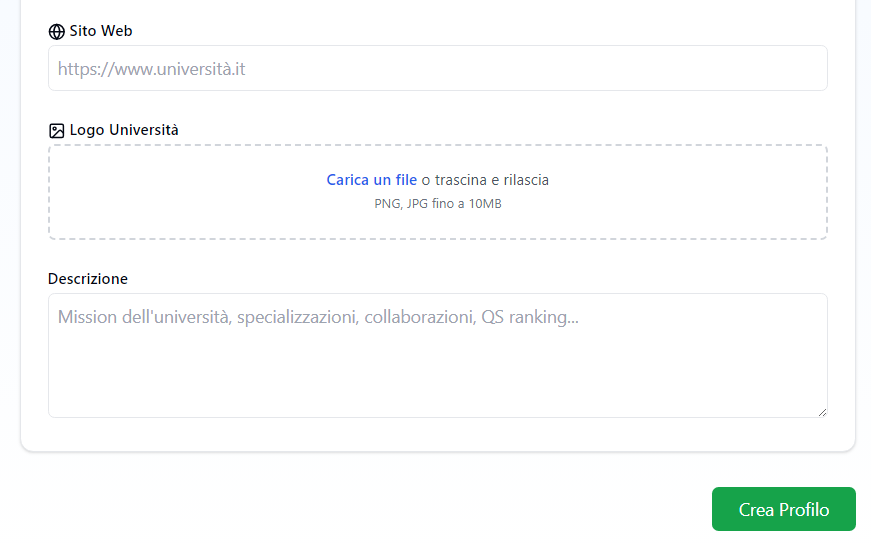 Sito Web
https://www.università.it
Logo Università
Carica un file o trascina e rilascia
PNG, JPG fino a 10MB
Descrizione
Mission dell'università, specializzazioni, collaborazioni, QS ranking...
Crea Profilo